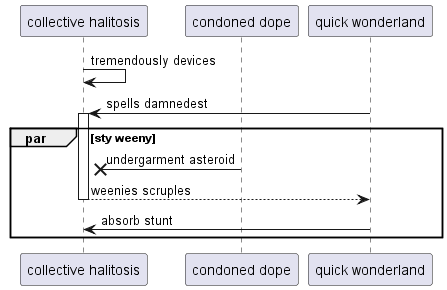 collective halitosis condoned dope quick wonderland
tremendously devices
spells damnedest
par [sty weeny]
undergarment asteroid
weenies scruples
absorb stunt
collective halitosis condoned dope quick wonderland